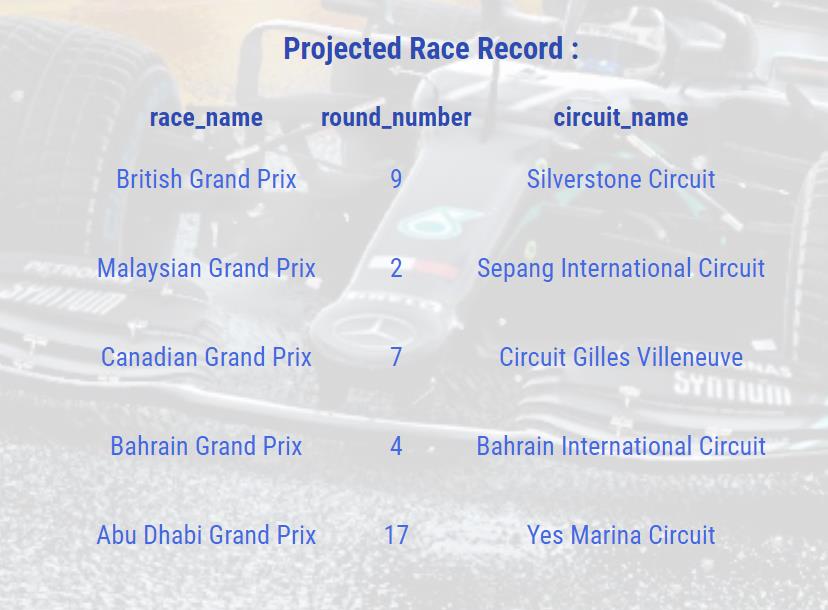 Projected Race Record :
race_name round_number circuit_name
British Grand Prix 9 Silverstone Circuit
Malaysian Grand Prix 2 Sepang International Circuit
Canadian Grand Prix 7 Circuit Gilles Villeneuve
PETRONAS
SYNTIUM
Bahrain Grand Prix 4 Bahrain International Circuit
Abu Dhabi Grand Prix 17 Yes Marina Circuit